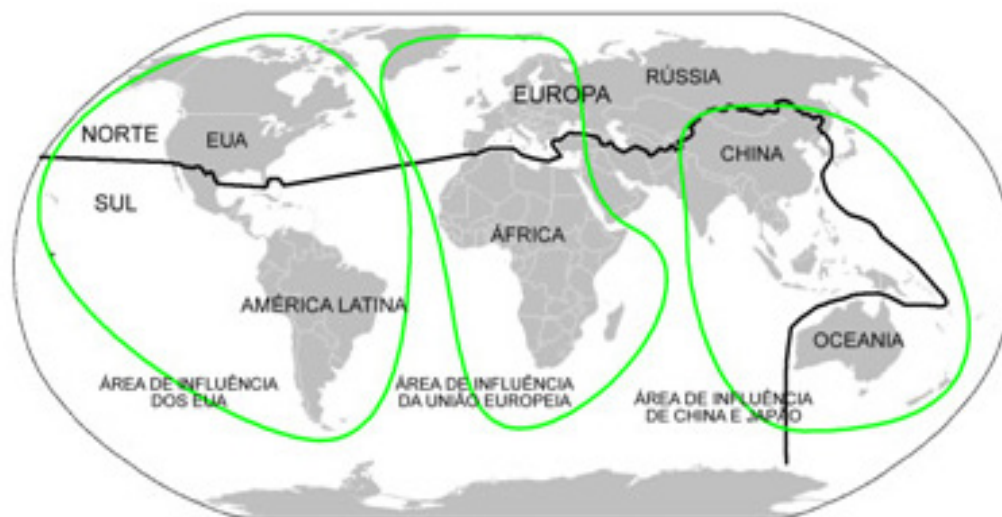 RÚSSIA
EUROPA
NORTE
EUA
CHINA
SUL
ÁFRICA
AMÉRICA LATINA
OCEANIA
ÁREA DE INFLUÊNCIA
DOS EUA
ÁREA DE INFLUÊNCIA
DA UNIÃO EUROPEIA
ÁREA DE INFLUÊNCIA
DE CHINA E JAPÃO